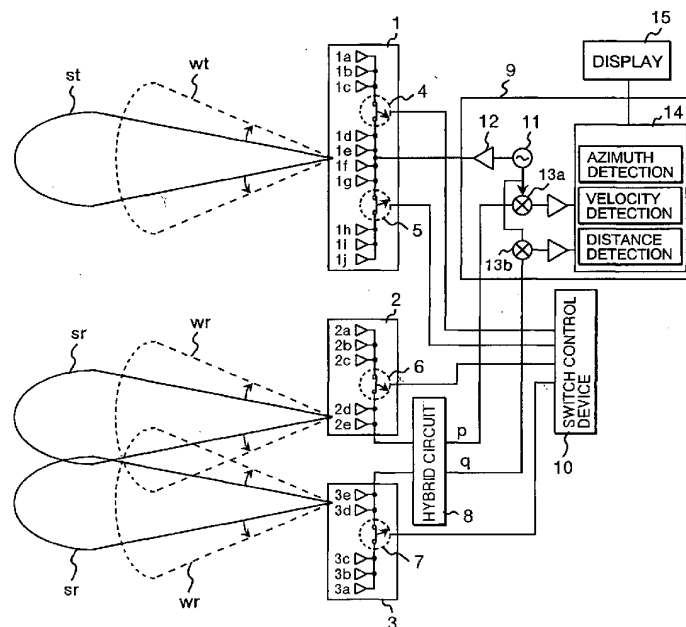 1
15
DISPLAY
wt
1a
1b
1c
4
9
14
st
12
11
1d
1e
1f
1g
13a
AZIMUTH
DETECTION
VELOCITY
DETECTION
5
1h
1i
1j
13b
DISTANCE
DETECTION
2
sr
wr
2a
2b
2c
6
2d
2e
p
q
HYBRID CIRCUIT
8
SWITCH CONTROL
DEVICE
10
3e
3d
7
3c
3b
3a
sr
wr
3